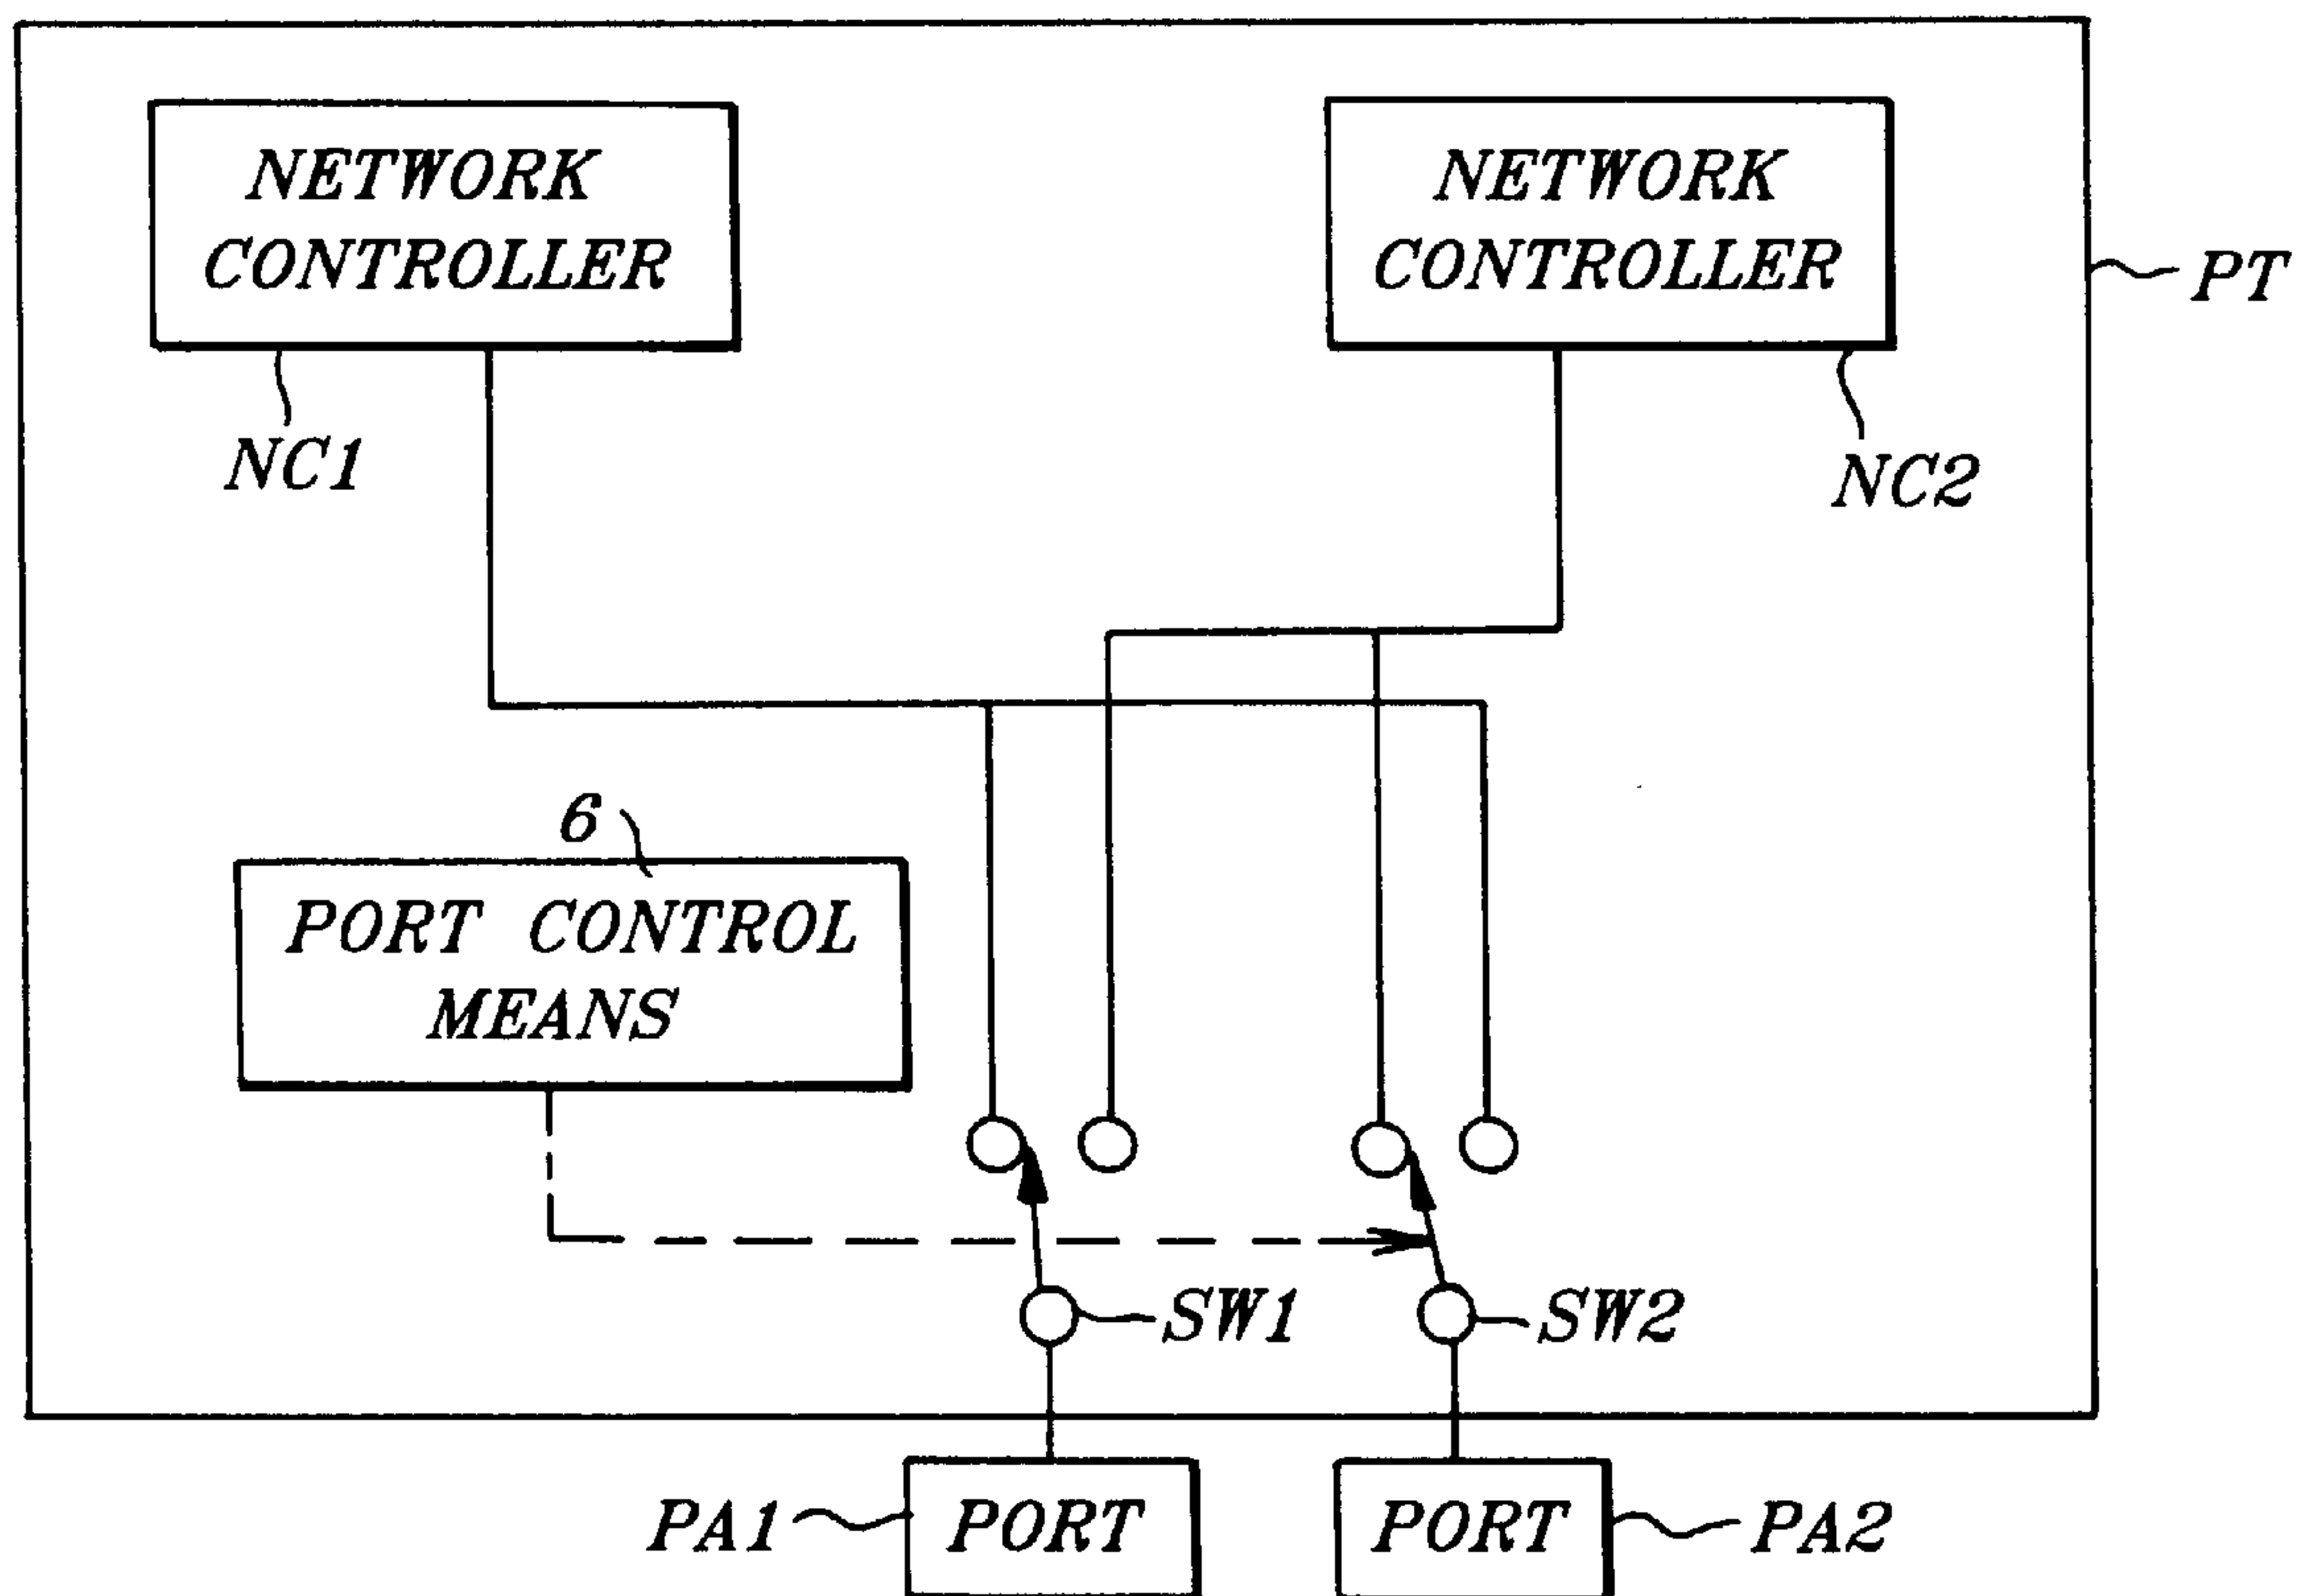 NETWORK
CONTROLLER
NETWORK
CONTROLLER
PT
NC1
NC2
6
PORT CONTROL
MEANS
SW1
SW2
PA1
PORT
PORT
PA2